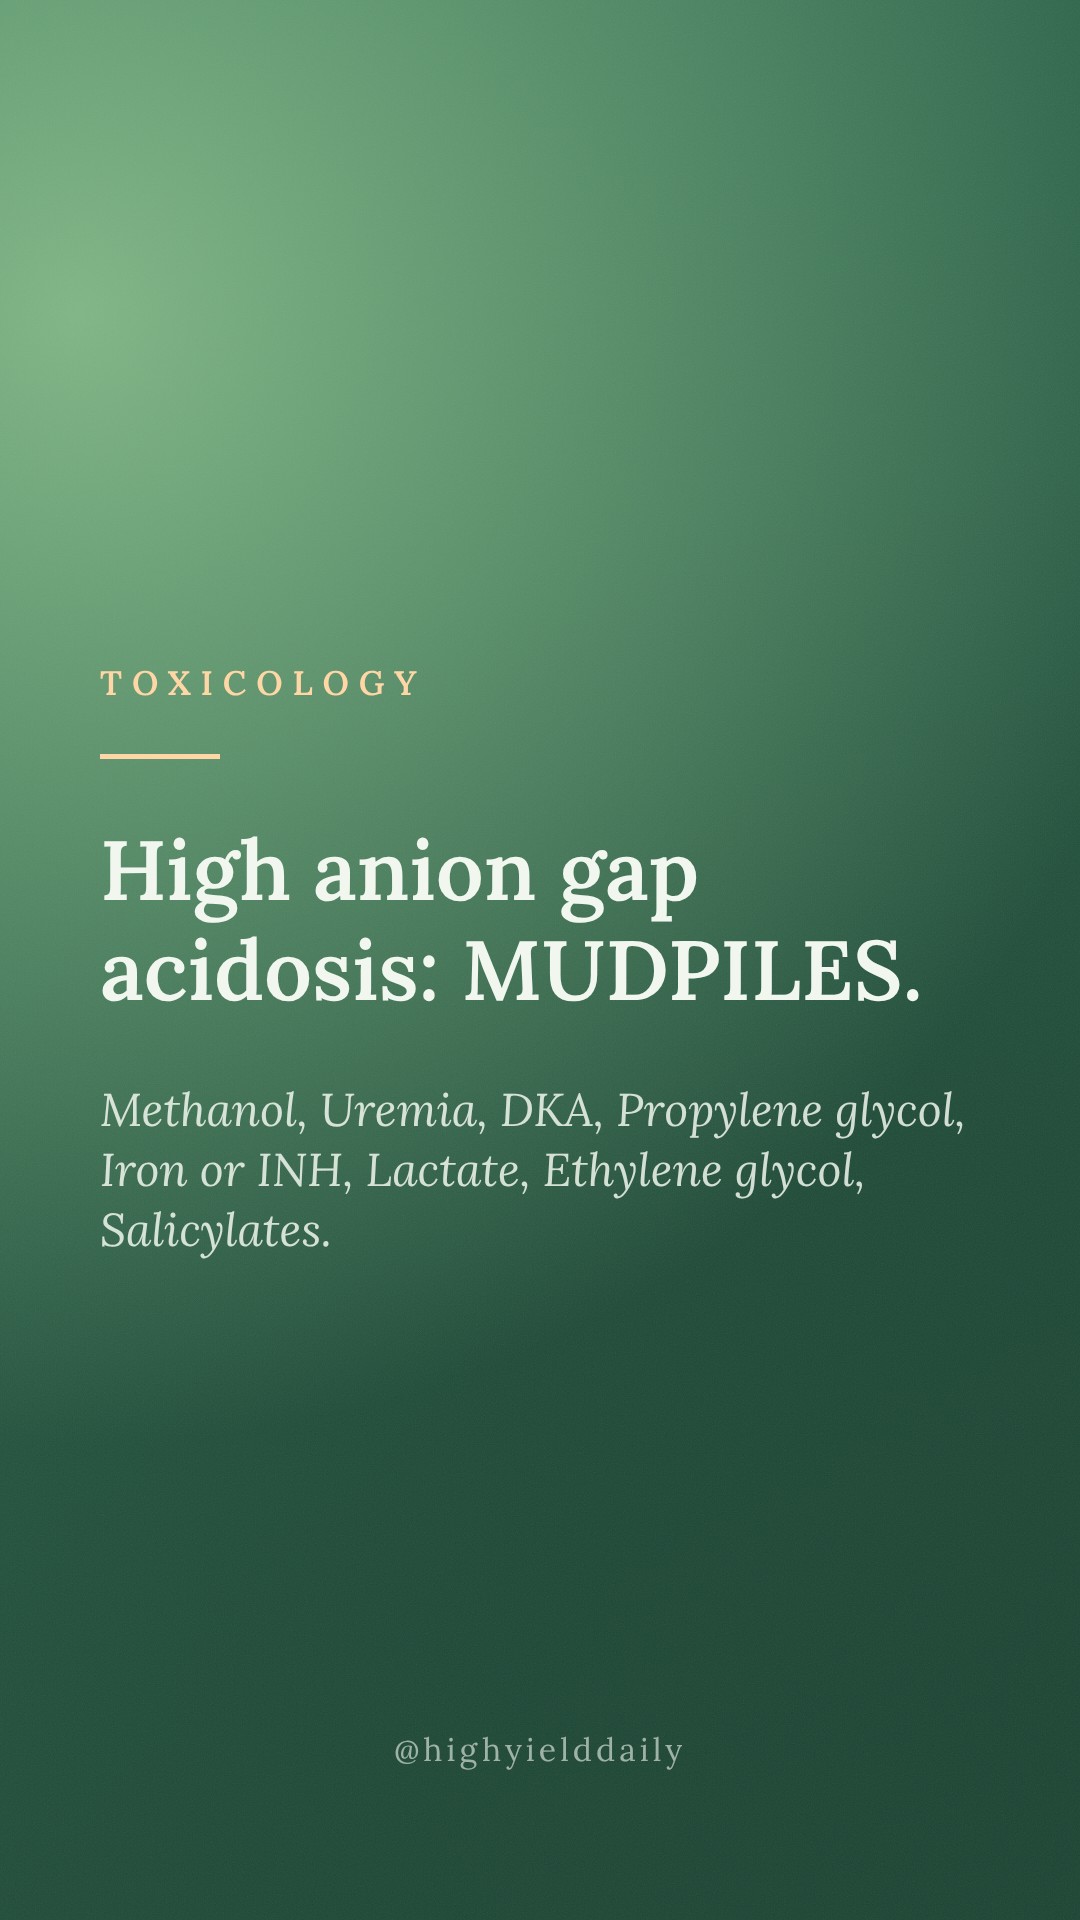 TOXICOLOGY
High anion gap
acidosis: MUDPILES.
Methanol, Uremia, DKA, Propylene glycol,
Iron or INH, Lactate, Ethylene glycol,
Salicylates.
@highyielddaily